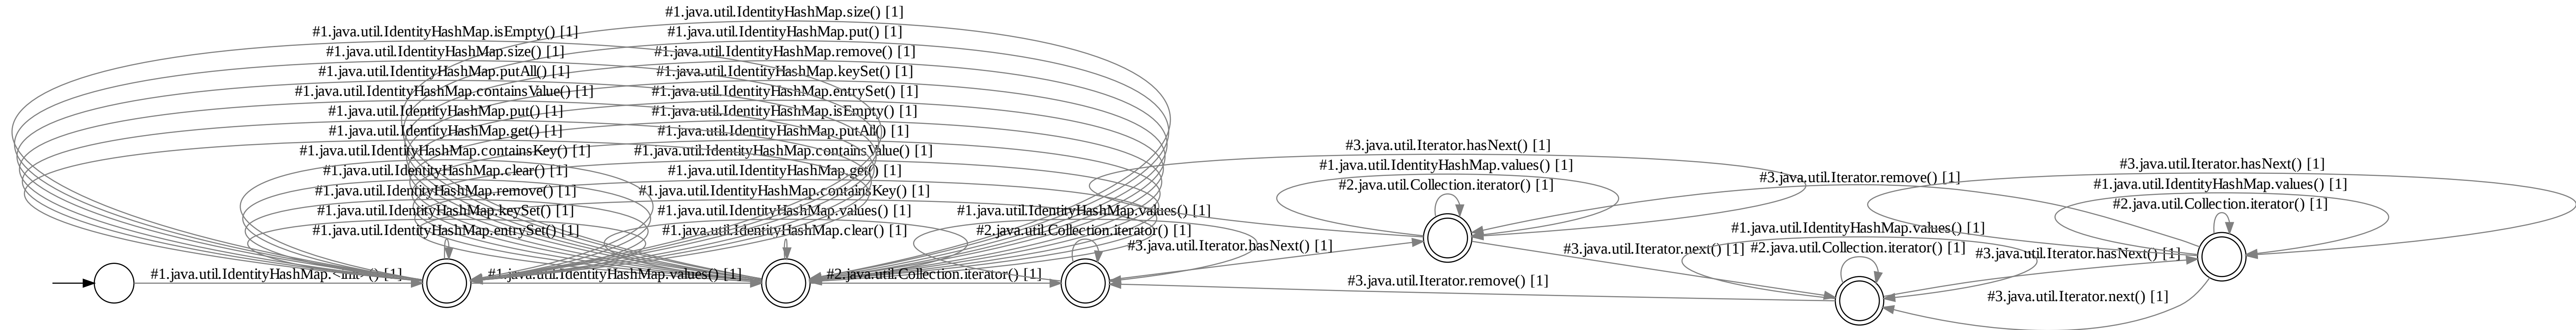 #1.java.util.IdentityHashMap.size() [1]
#1.java.util.IdentityHashMap.isEmpty() [1]
#1.java.util.IdentityHashMap.put() [1]
#1.java.util.IdentityHashMap.size() [1]
#1.java.util.IdentityHashMap.remove() [1]
#1.java.util.IdentityHashMap.putAll() [1]
#1.java.util.IdentityHashMap.keySet() [1]
#1.java.util.IdentityHashMap.containsValue() [1]
#1.java.util.IdentityHashMap.entrySet() [1]
#1.java.util.IdentityHashMap.put() [1]
#1.java.util.IdentityHashMap.isEmpty() [1]
#1.java.util.IdentityHashMap.get() [1]
#1.java.util.IdentityHashMap.putAll() [1]
#1.java.util.IdentityHashMap.containsKey() [1]
#1.java.util.IdentityHashMap.containsValue() [1]
#1.java.util.IdentityHashMap.clear() [1]
#1.java.util.IdentityHashMap.get() [1]
#1.java.util.IdentityHashMap.remove() [1]
#1.java.util.IdentityHashMap.containsKey() [1]
#1.java.util.IdentityHashMap.keySet() [1]
#1.java.util.IdentityHashMap.values() [1]
#1.java.util.IdentityHashMap.entrySet() [1]
#1.java.util.IdentityHashMap.clear() [1]
#1.java.util.IdentityHashMap.values() [1]
#2.java.util.Collection.iterator() [1]
#3.java.util.Iterator.hasNext() [1]
#1.java.util.IdentityHashMap. [1]
#1.java.util.IdentityHashMap.values() [1]
#2.java.util.Collection.iterator() [1]
#3.java.util.Iterator.hasNext() [1]
#1.java.util.IdentityHashMap.values() [1]
#2.java.util.Collection.iterator() [1]
#3.java.util.Iterator.remove() [1]
#3.java.util.Iterator.next() [1]
#3.java.util.Iterator.remove() [1]
#1.java.util.IdentityHashMap.values() [1]
#2.java.util.Collection.iterator() [1]
#3.java.util.Iterator.hasNext() [1]
#3.java.util.Iterator.hasNext() [1]
#1.java.util.IdentityHashMap.values() [1]
#2.java.util.Collection.iterator() [1]
#3.java.util.Iterator.next() [1]